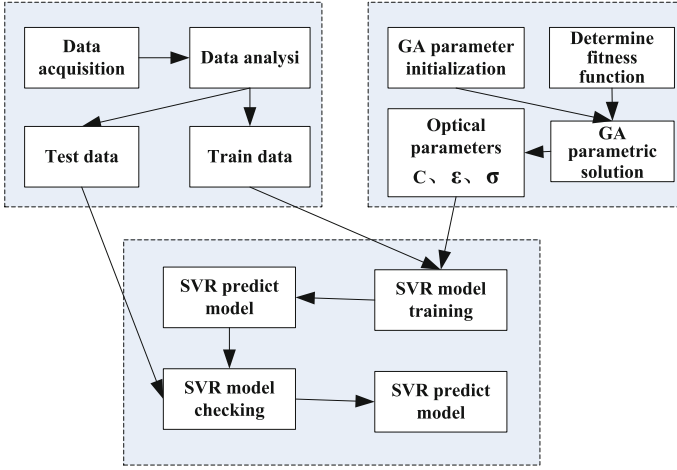 Data
acquisition
Data analysi
Test data
Train data
GA parameter
initialization
Determine
fitness
function
Optical
parameters
C、 ε、 σ
GA
parametric
solution
SVR predict
model
SVR model
training
SVR model
checking
SVR predict
model